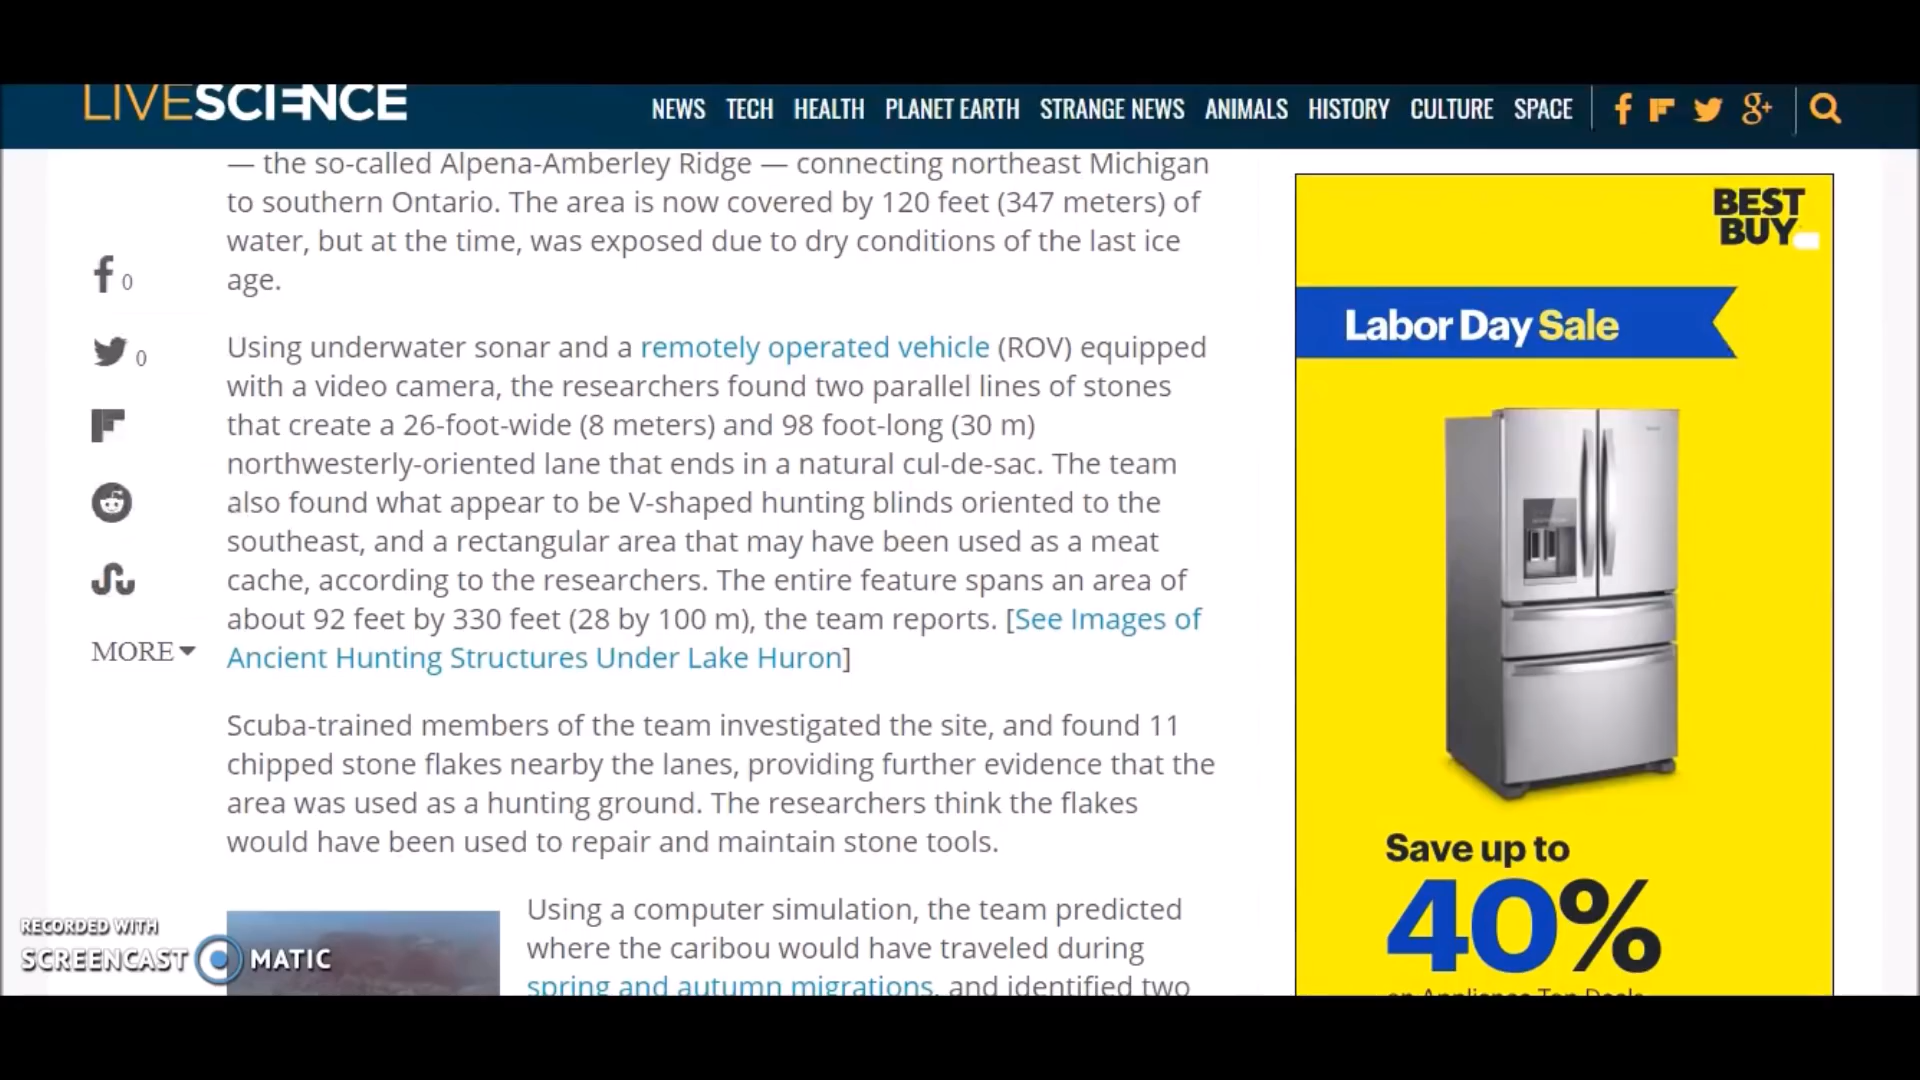 LIVESCIENCE
NEWS TECH HEALTH PLANET EARTH STRANGE NEWS ANIMALS HISTORY CULTURE SPACE
— the so-called Alpena-Amberley Ridge — connecting northeast Michigan
to southern Ontario. The area is now covered by 120 feet (347 meters) of
water, but at the time, was exposed due to dry conditions of the last ice
age.
Using underwater sonar and a remotely operated vehicle (ROV) equipped
with a video camera, the researchers found two parallel lines of stones
that create a 26-foot-wide (8 meters) and 98 foot-long (30 m)
northwesterly-oriented lane that ends in a natural cul-de-sac. The team
also found what appear to be V-shaped hunting blinds oriented to the
southeast, and a rectangular area that may have been used as a meat
cache, according to the researchers. The entire feature spans an area of
about 92 feet by 330 feet (28 by 100 m), the team reports. [See Images of
Ancient Hunting Structures Under Lake Huron]
Scuba-trained members of the team investigated the site, and found 11
chipped stone flakes nearby the lanes, providing further evidence that the
area was used as a hunting ground. The researchers think the flakes
would have been used to repair and maintain stone tools.
Using a computer simulation, the team predicted
where the caribou would have traveled during
spring and autumn migrations, and identified two
0
0
MORE
BEST
BUY
Labor Day Sale
Save up to
40%
on Appliance Top Deals
RECORDED WITH
SCREENCAST MATIC